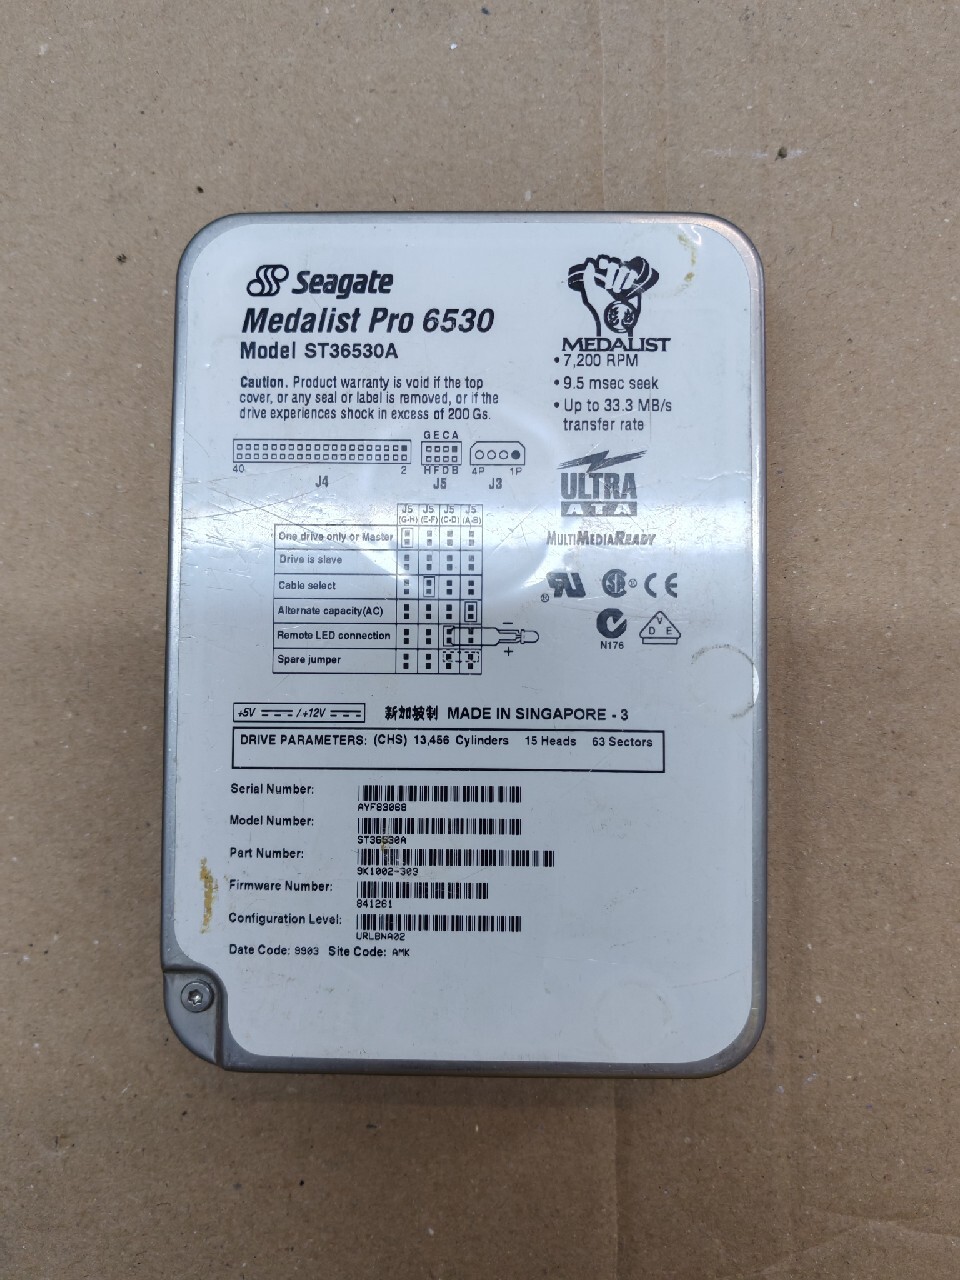 Seagate
Medalist Pro 6530
Model ST36530A
MEDALIST
• 7,200 RPM
• 9.5 msec seek
• Up to 33.3 MB/s
transfer rate
Caution. Product warranty is void if the top
cover, or any seal or label is removed, or if the
drive experiences shock in excess of 200 Gs.
G E C A
40 2 H F D B 4P 1P
J4 J5 J3
ULTRA
ATA
MULTIMEDIAREADY
J5 J5 J5 J5
(G-H) (E-F) (C-D) (A-B)
One drive only or Master
Drive is slave
Cable select
Alternate capacity(AC)
Remote LED connection
Spare jumper
− 
+
CE
N176
V
D E
+5V /+12V 新加坡制 MADE IN SINGAPORE - 3
DRIVE PARAMETERS: (CHS) 13,456 Cylinders 15 Heads 63 Sectors
Serial Number:
AYF83068
Model Number:
ST36530A
Part Number:
9K1002-303
Firmware Number:
841261
Configuration Level:
URLBNA02
Date Code: 9903 Site Code: AMK